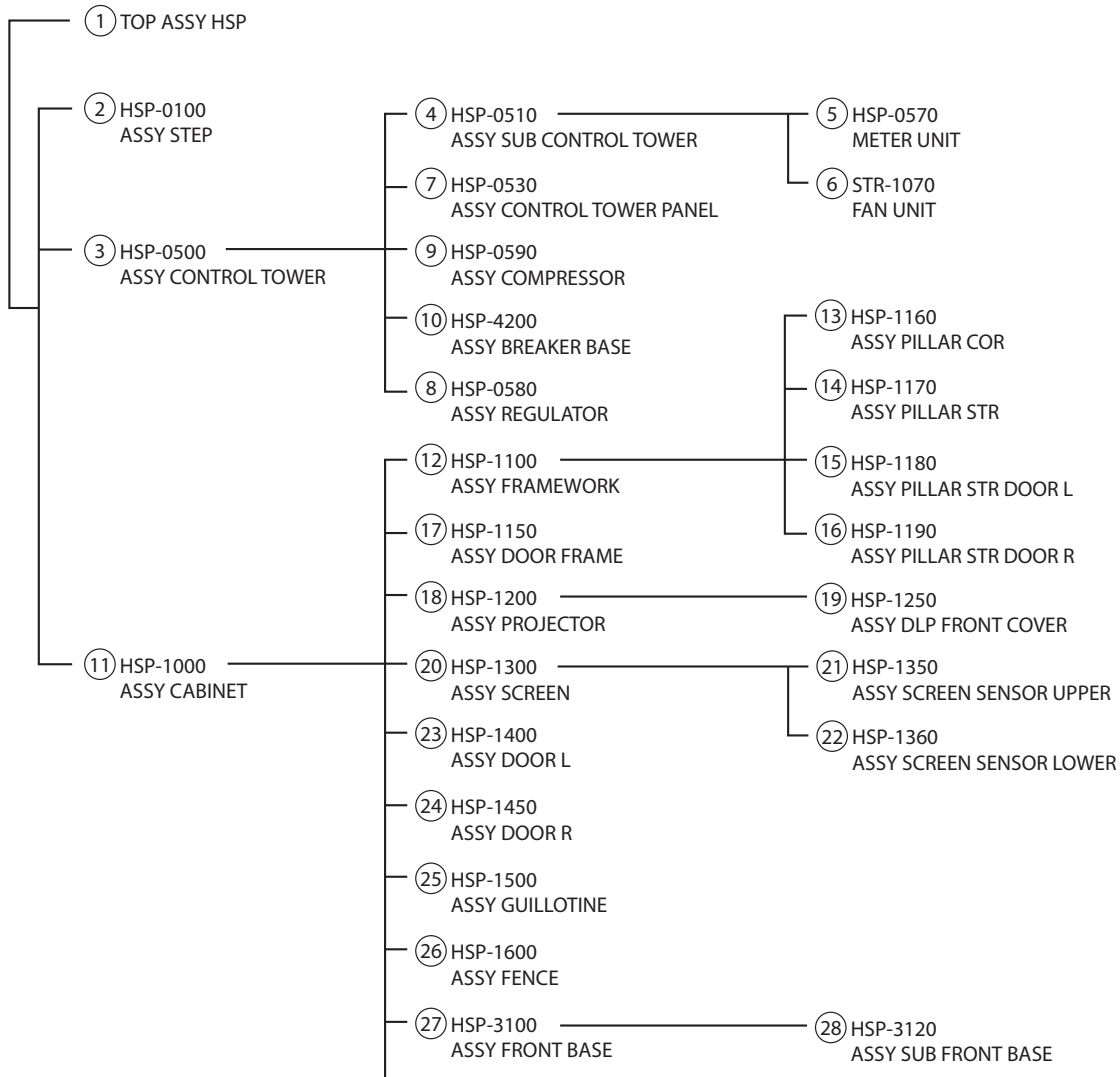 1 TOP ASSY HSP
2 HSP-0100
ASSY STEP
3 HSP-0500
ASSY CONTROL TOWER
4 HSP-0510
ASSY SUB CONTROL TOWER
5 HSP-0570
METER UNIT
6 STR-1070
FAN UNIT
7 HSP-0530
ASSY CONTROL TOWER PANEL
9 HSP-0590
ASSY COMPRESSOR
10 HSP-4200
ASSY BREAKER BASE
8 HSP-0580
ASSY REGULATOR
11 HSP-1000
ASSY CABINET
12 HSP-1100
ASSY FRAMEWORK
13 HSP-1160
ASSY PILLAR COR
14 HSP-1170
ASSY PILLAR STR
15 HSP-1180
ASSY PILLAR STR DOOR L
16 HSP-1190
ASSY PILLAR STR DOOR R
17 HSP-1150
ASSY DOOR FRAME
18 HSP-1200
ASSY PROJECTOR
19 HSP-1250
ASSY DLP FRONT COVER
20 HSP-1300
ASSY SCREEN
21 HSP-1350
ASSY SCREEN SENSOR UPPER
22 HSP-1360
ASSY SCREEN SENSOR LOWER
23 HSP-1400
ASSY DOOR L
24 HSP-1450
ASSY DOOR R
25 HSP-1500
ASSY GUILLOTINE
26 HSP-1600
ASSY FENCE
27 HSP-3100
ASSY FRONT BASE
28 HSP-3120
ASSY SUB FRONT BASE